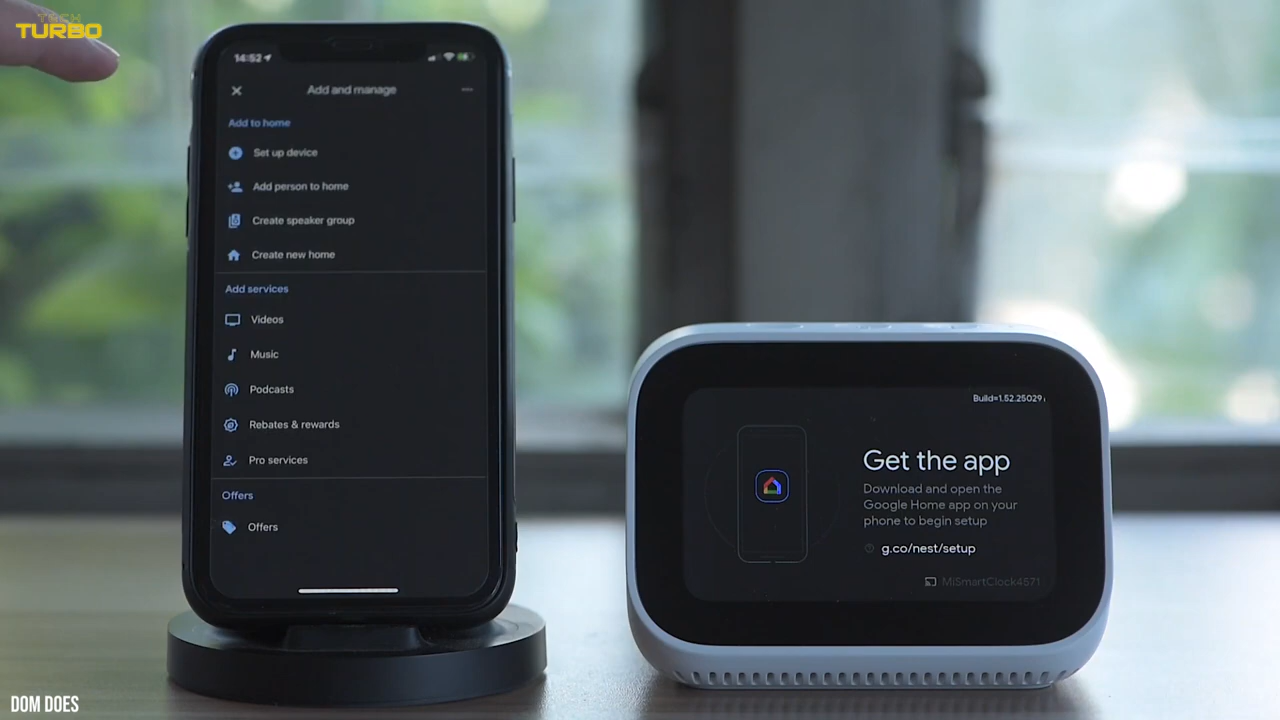 TECH
TURBO
14:52
Add and manage
Add to home
Set up device
Add person to home
Create speaker group
Create new home
Add services
Videos
Music
Podcasts
Rebates & rewards
Pro services
Offers
Offers
Build=1.52.25029
Get the app
Download and open the
Google Home app on your
phone to begin setup
g.co/nest/setup
MiSmartClock4571
DOM DOES